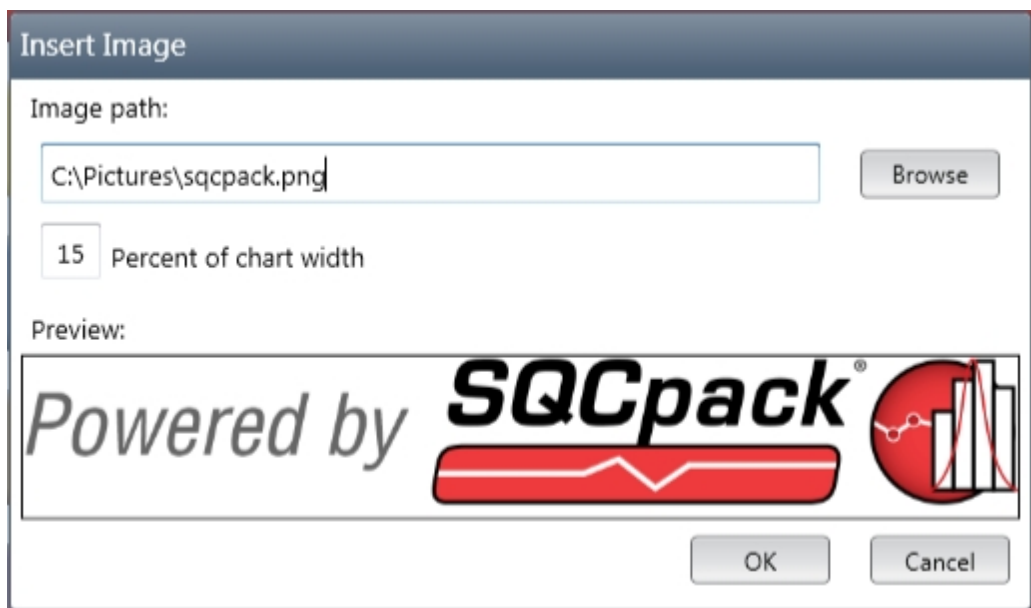 Insert Image
Image path:
C:\Pictures\sqcpack.png
Browse
15 Percent of chart width
Preview:
Powered by SQCpack®
OK
Cancel